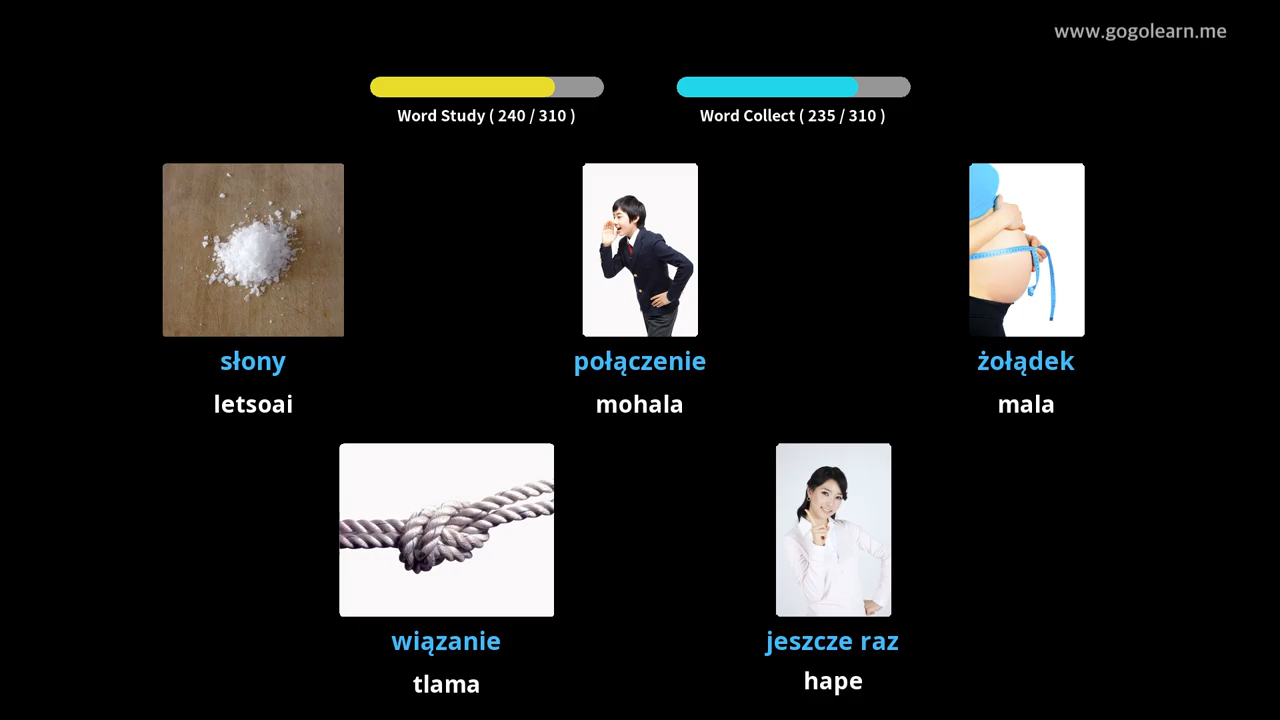 www.gogolearn.me
Word Study ( 240 / 310 )
Word Collect ( 235 / 310 )
słony
letsoai
połączenie
mohala
żołądek
mala
wiązanie
tlama
jeszcze raz
hape